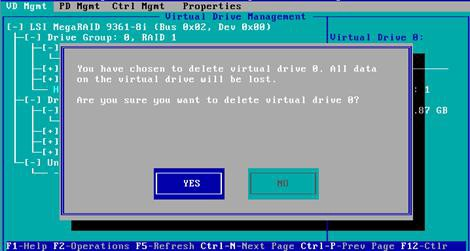 VD Mgmt PD Mgmt Ctrl Mgmt Properties
Virtual Drive Management
[-] LSI MegaRAID 9361-8i (Bus 0x02, Dev 0x00)
[-] Drive Group: 0, RAID 1
Virtual Drive 0:
[-]
You have chosen to delete virtual drive 0. All data
on the virtual drive will be lost.
[+]
: 1
[-] Dr
Are you sure you want to delete virtual drive 0?
.87 GB
[-]
[+]
[+]
[-] Un
YES NO
F1-Help F2-Operations F5-Refresh Ctrl-N-Next Page Ctrl-P-Prev Page F12-Ctlr